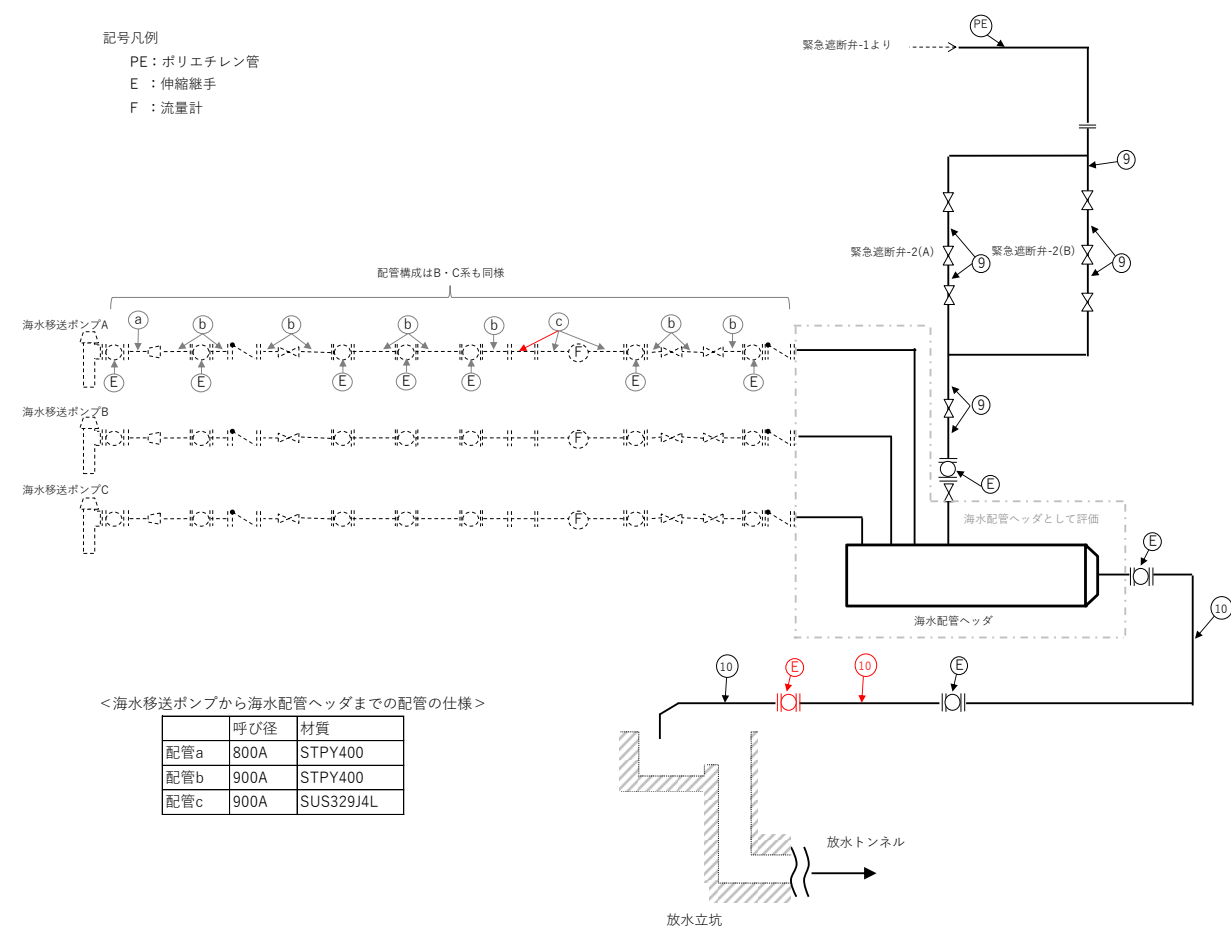 記号凡例
PE：ポリエチレン管
E ：伸縮継手
F ：流量計
PE
緊急遮断弁-1より
9
緊急遮断弁-2(A)
緊急遮断弁-2(B)
9
9
配管構成はB・C系も同様
海水移送ポンプA
a
b
b
b
b
c
b
b
F
E
E
E
E
E
E
E
9
海水移送ポンプB
F
E
海水移送ポンプC
F
海水配管ヘッダとして評価
E
海水配管ヘッダ
10
10
E
10
E
＜海水移送ポンプから海水配管ヘッダまでの配管の仕様＞
呼び径 材質
配管a 800A STPY400
配管b 900A STPY400
配管c 900A SUS329J4L
放水トンネル
放水立坑